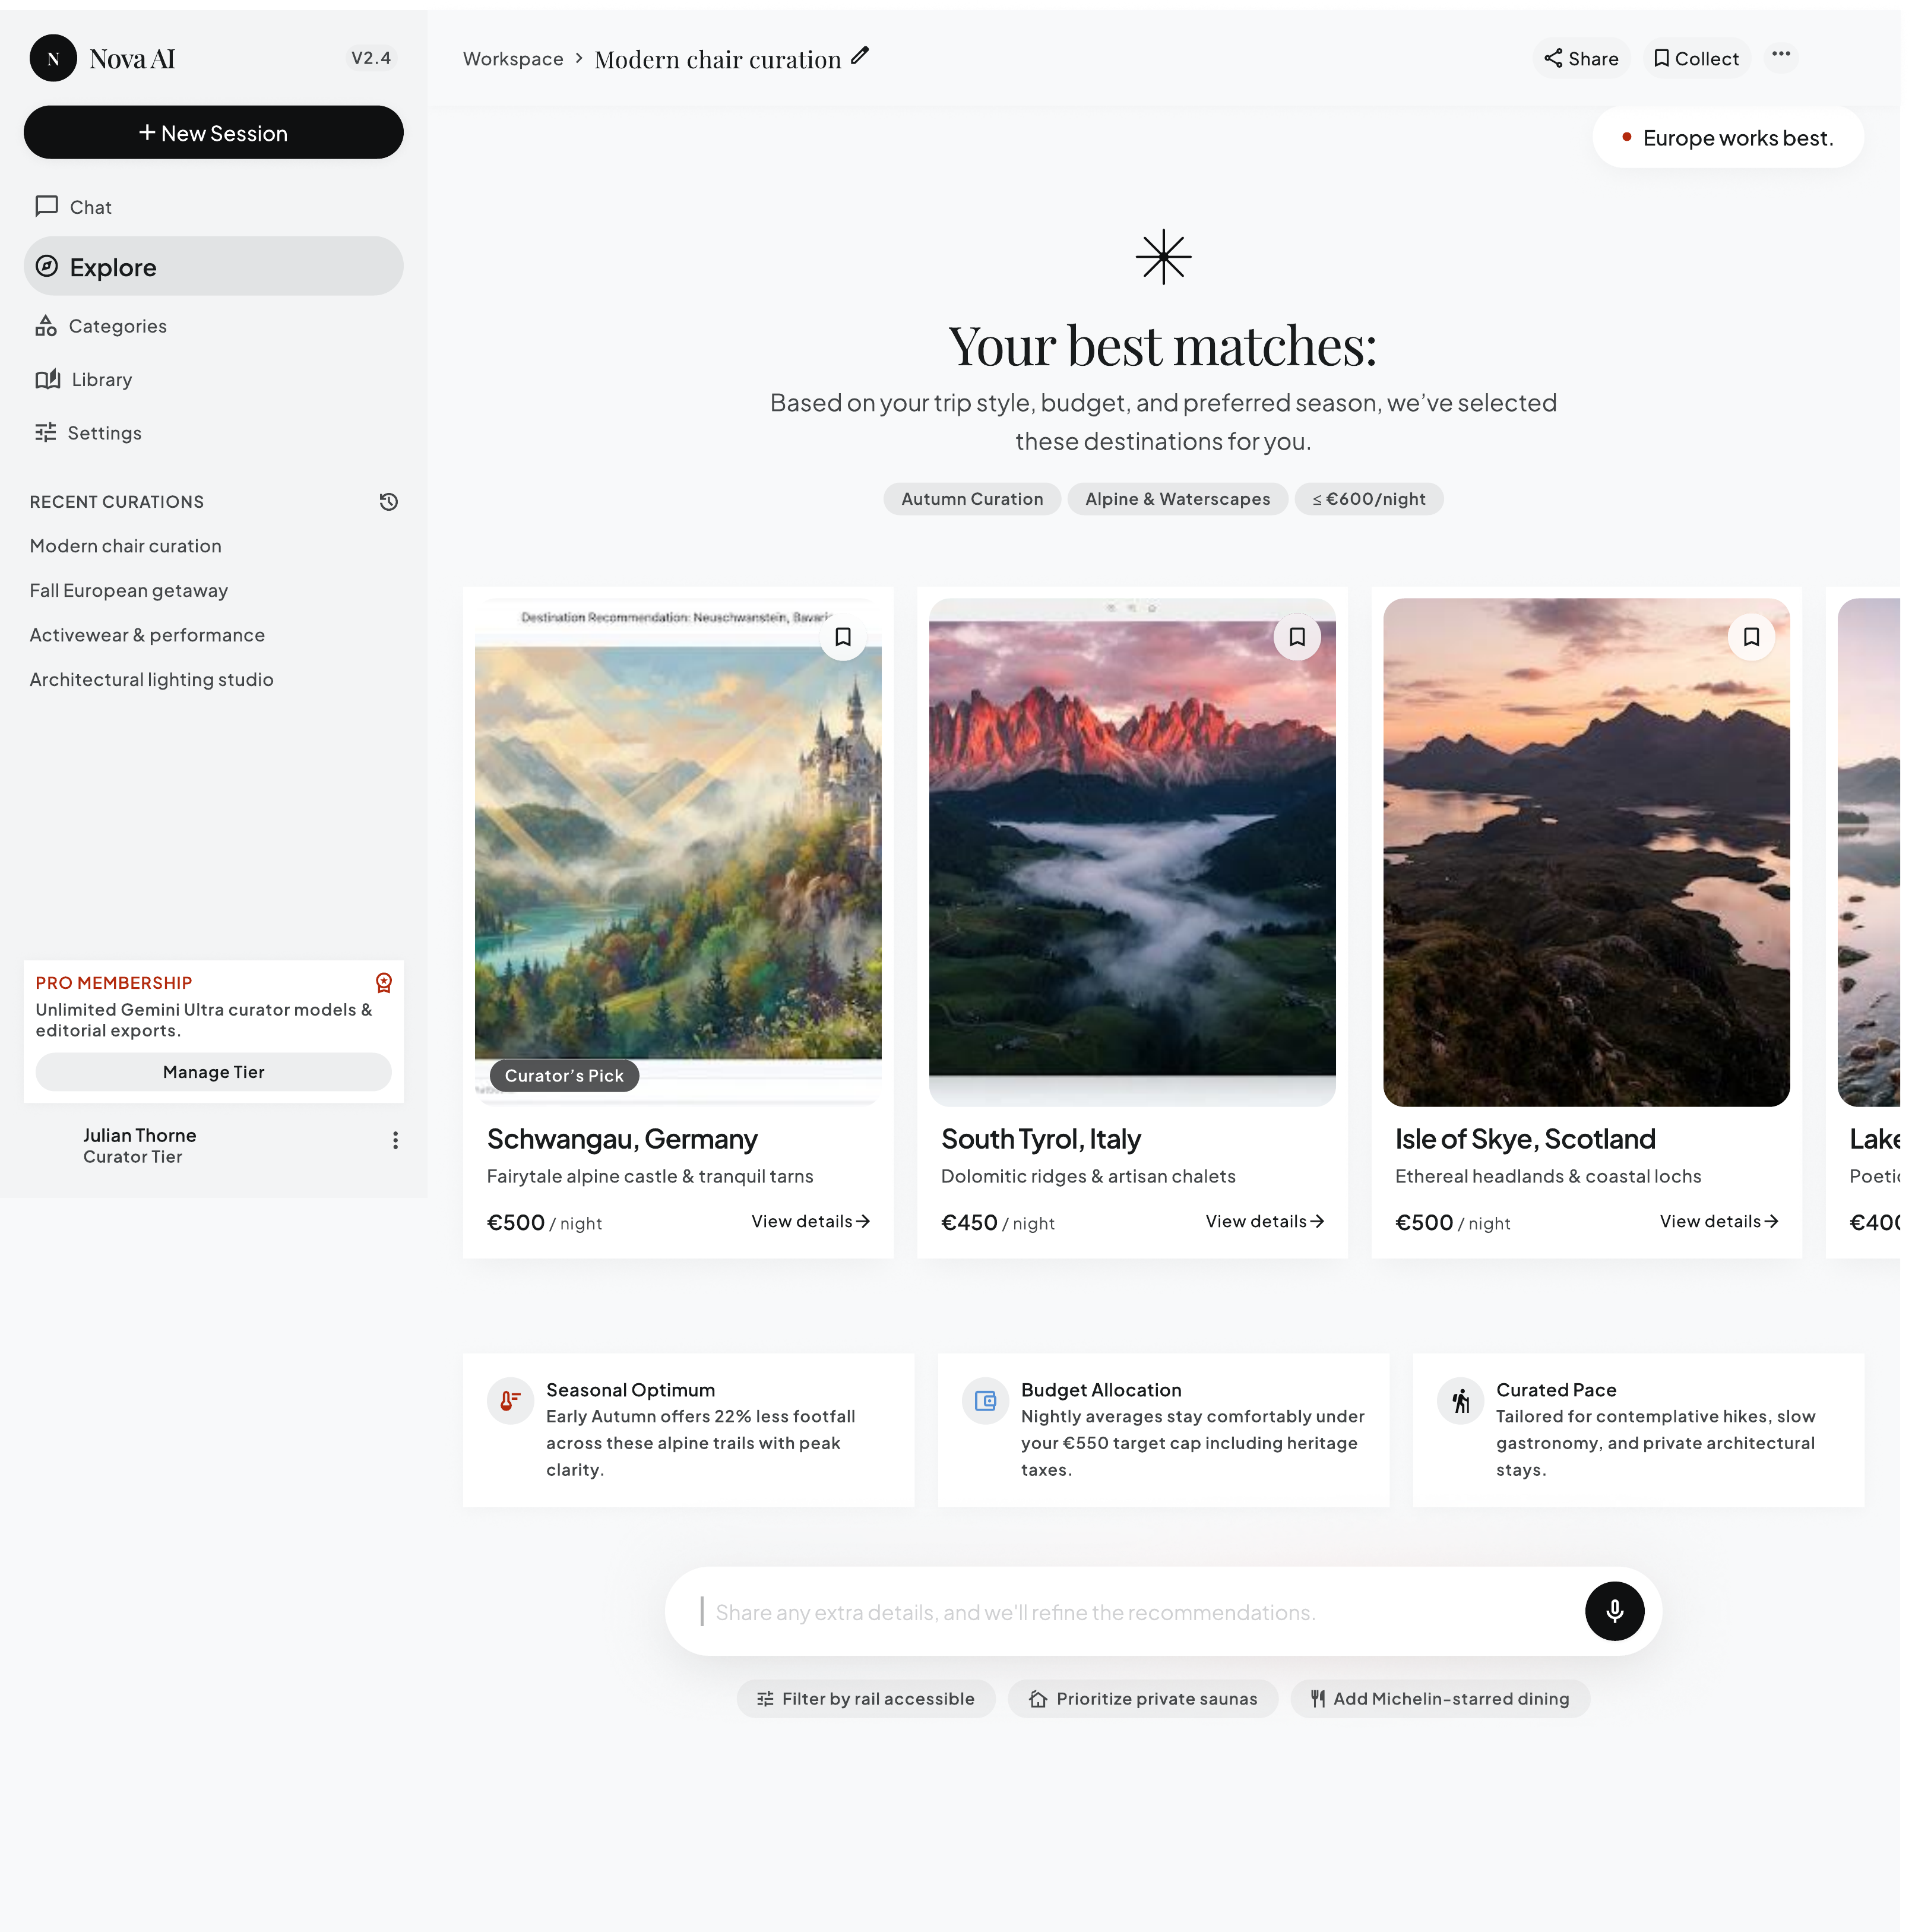 N Nova AI V2.4
+ New Session
Chat
Explore
Categories
Library
Settings
RECENT CURATIONS
Modern chair curation
Fall European getaway
Activewear & performance
Architectural lighting studio
PRO MEMBERSHIP
Unlimited Gemini Ultra curator models &
editorial exports.
Manage Tier
Julian Thorne
Curator Tier
Workspace > Modern chair curation
Share
Collect
Europe works best.
Your best matches:
Based on your trip style, budget, and preferred season, we’ve selected
these destinations for you.
Autumn Curation
Alpine & Waterscapes
≤ €600/night
Destination Recommendation: Neuschwanstein,
Curator’s Pick
Schwangau, Germany
Fairytale alpine castle & tranquil tarns
€500 / night
View details →
South Tyrol, Italy
Dolomitic ridges & artisan chalets
€450 / night
View details →
Isle of Skye, Scotland
Ethereal headlands & coastal lochs
€500 / night
View details →
Lake
€400
Seasonal Optimum
Early Autumn offers 22% less footfall
across these alpine trails with peak
clarity.
Budget Allocation
Nightly averages stay comfortably under
your €550 target cap including heritage
taxes.
Curated Pace
Tailored for contemplative hikes, slow
gastronomy, and private architectural
stays.
Share any extra details, and we'll refine the recommendations.
Filter by rail accessible
Prioritize private saunas
Add Michelin-starred dining